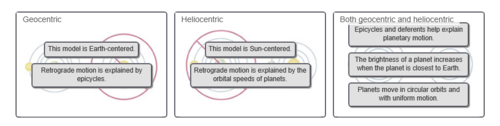 Geocentric
This model is Earth-centered.
Retrograde motion is explained by
epicycles.
Heliocentric
This model is Sun-centered.
Retrograde motion is explained by the
orbital speeds of planets.
Both geocentric and heliocentric
Epicycles and deferents help explain
planetary motion.
The brightness of a planet increases
when the planet is closest to Earth.
Planets move in circular orbits and
with uniform motion.